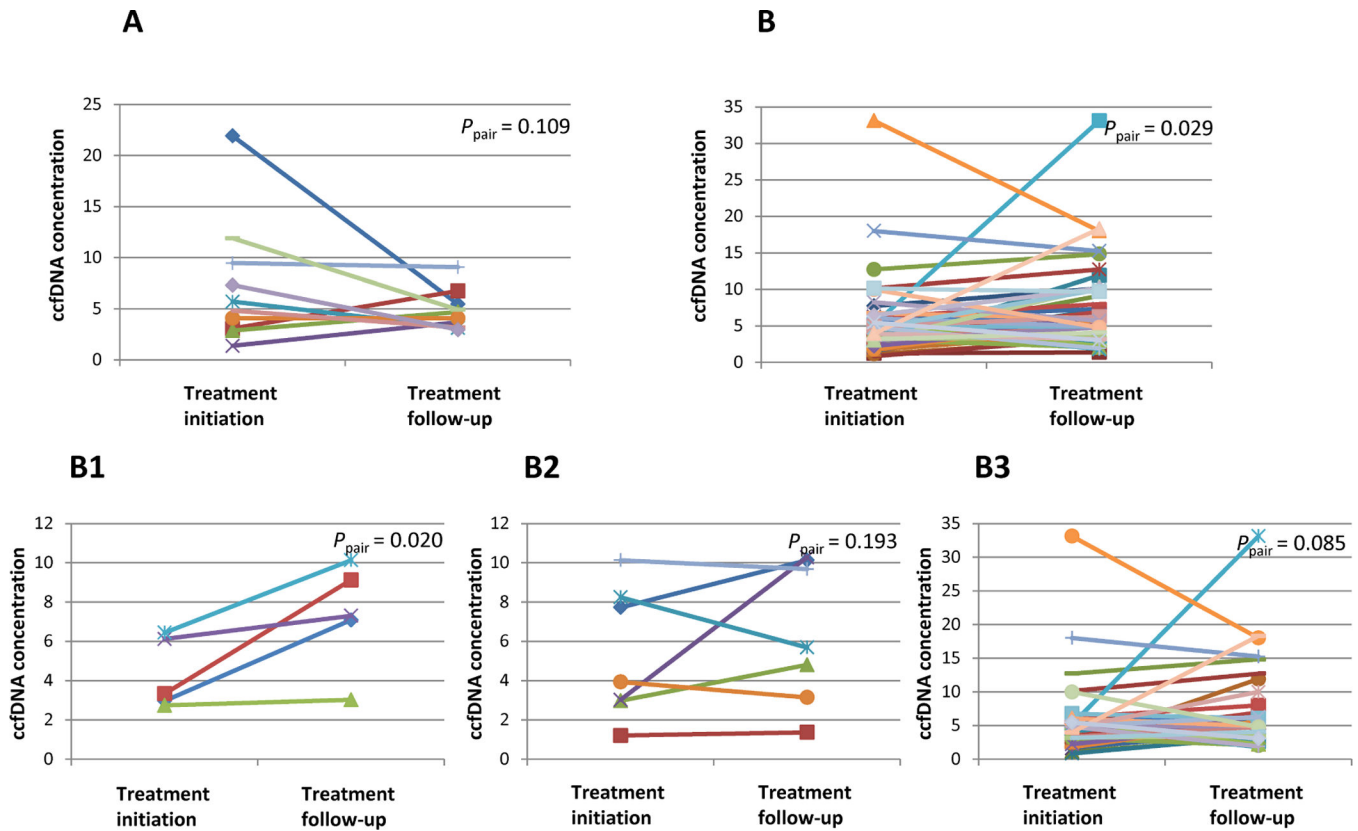 A
ccfDNA concentration
25
20
15
10
5
0
P pair = 0.109
Treatment initiation
Treatment follow-up
B
ccfDNA concentration
35
30
25
20
15
10
5
0
P pair = 0.029
Treatment initiation
Treatment follow-up
B1
ccfDNA concentration
12
10
8
6
4
2
0
P pair = 0.020
Treatment initiation
Treatment follow-up
B2
ccfDNA concentration
12
10
8
6
4
2
0
P pair = 0.193
Treatment initiation
Treatment follow-up
B3
ccfDNA concentration
35
30
25
20
15
10
5
0
P pair = 0.085
Treatment initiation
Treatment follow-up